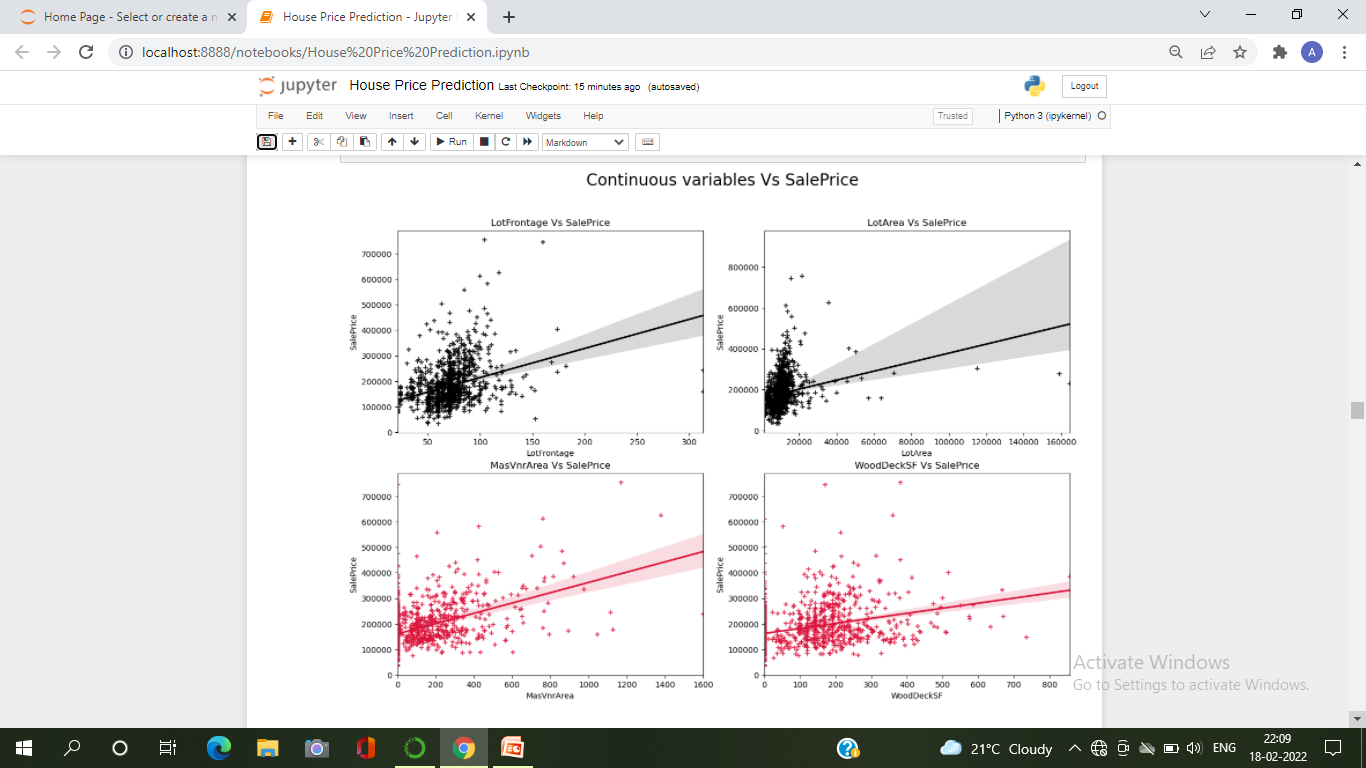 Home Page - Select or create a n
House Price Prediction - Jupyter
localhost:8888/notebooks/House%20Price%20Prediction.ipynb
A
jupyter House Price Prediction Last Checkpoint: 15 minutes ago (autosaved)
Logout
File Edit View Insert Cell Kernel Widgets Help
Trusted
Python 3 (ipykernel)
Run
Markdown
Continuous variables Vs SalePrice
LotFrontage Vs SalePrice
700000
600000
500000
400000
300000
200000
100000
0
SalePrice
50 100 150 200 250 300
LotFrontage
LotArea Vs SalePrice
800000
600000
400000
200000
0
SalePrice
20000 40000 60000 80000 100000 120000 140000 160000
LotArea
MasVnrArea Vs SalePrice
700000
600000
500000
400000
300000
200000
100000
0
SalePrice
0 200 400 600 800 1000 1200 1400 1600
MasVnrArea
WoodDeckSF Vs SalePrice
700000
600000
500000
400000
300000
200000
100000
0
SalePrice
0 100 200 300 400 500 600 700 800
WoodDeckSF
Activate Windows
Go to Settings to activate Windows.
21°C Cloudy
ENG
22:09
18-02-2022